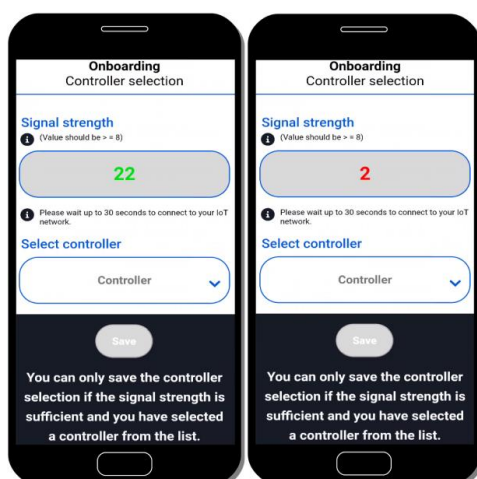 Onboarding
Controller selection
Signal strength
i (Value should be > = 8)
22
i Please wait up to 30 seconds to connect to your IoT
network.
Select controller
Controller
Save
You can only save the controller
selection if the signal strength is
sufficient and you have selected
a controller from the list.
Onboarding
Controller selection
Signal strength
i (Value should be > = 8)
2
i Please wait up to 30 seconds to connect to your IoT
network.
Select controller
Controller
Save
You can only save the controller
selection if the signal strength is
sufficient and you have selected
a controller from the list.